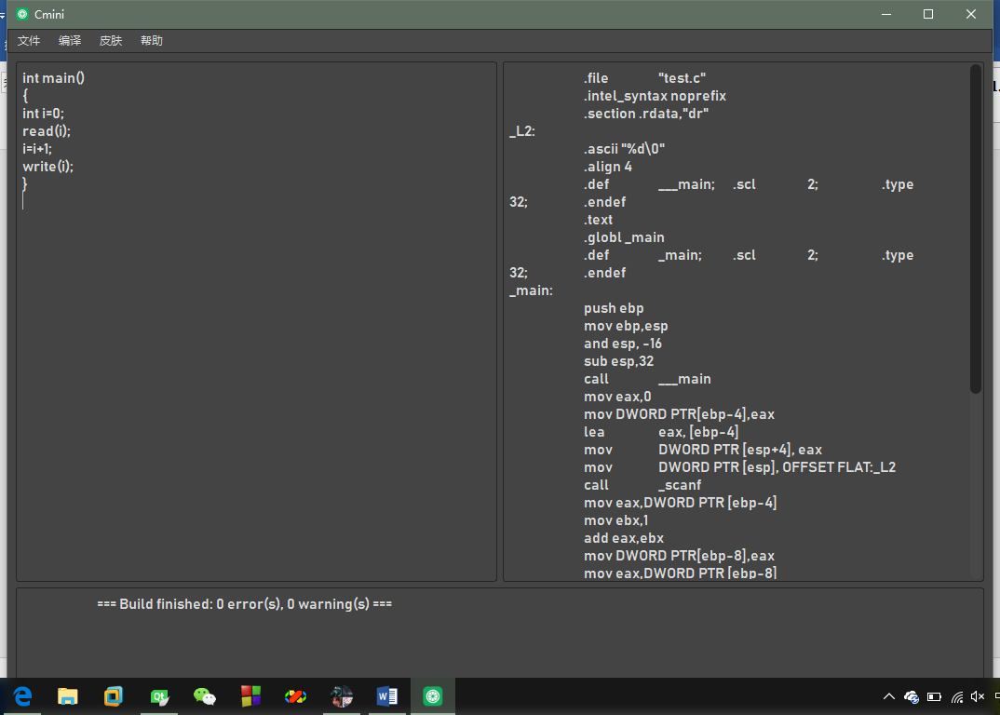 Cmini
文件 编译 皮肤 帮助
int main()
{
int i=0;
read(i);
i=i+1;
write(i);
}
.file "test.c"
.intel_syntax noprefix
.section .rdata,"dr"
_L2:
.ascii "%d\0"
.align 4
.def ___main; .scl 2; .type
32; .endef
.text
.globl _main
.def _main; .scl 2; .type
32; .endef
_main:
push ebp
mov ebp,esp
and esp, -16
sub esp,32
call ___main
mov eax,0
mov DWORD PTR[ebp-4],eax
lea eax, [ebp-4]
mov DWORD PTR [esp+4], eax
mov DWORD PTR [esp], OFFSET FLAT:_L2
call _scanf
mov eax,DWORD PTR [ebp-4]
mov ebx,1
add eax,ebx
mov DWORD PTR[ebp-8],eax
mov eax,DWORD PTR [ebp-8]
=== Build finished: 0 error(s), 0 warning(s) ===